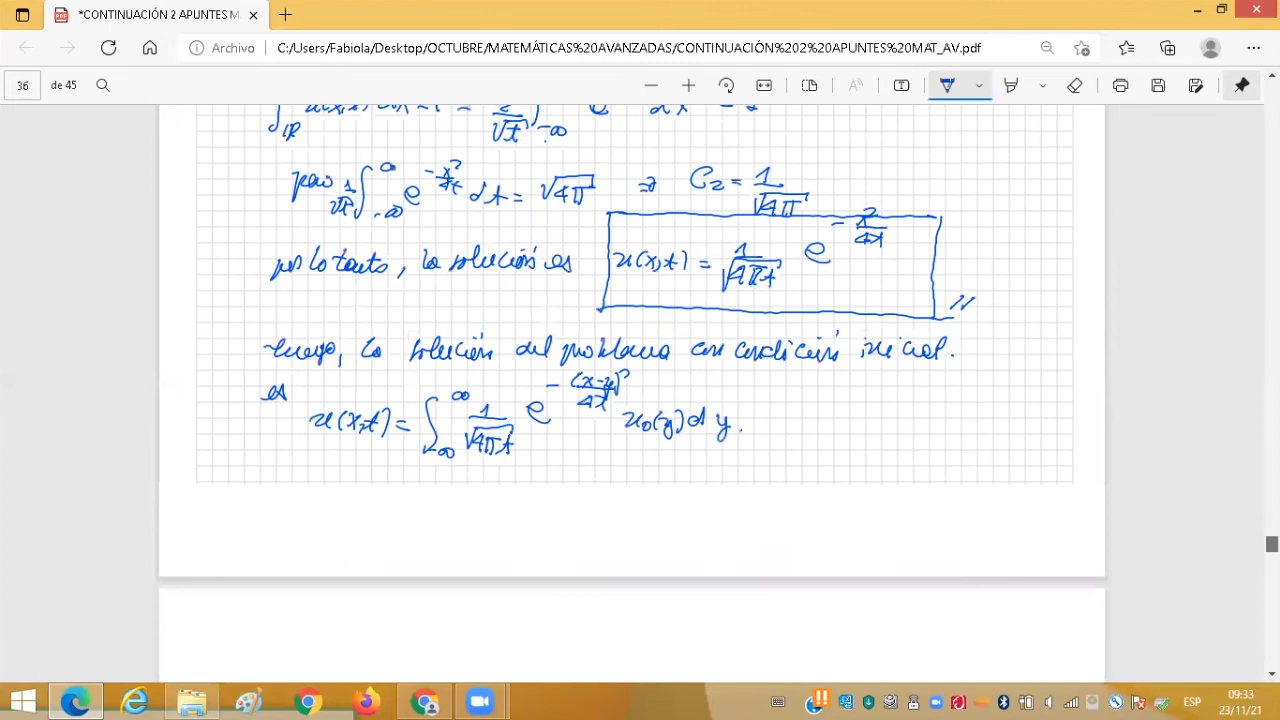 *CONTINUACIÓN 2 APUNTES M
Archivo
C:/Users/Fabiola/Desktop/OCTUBRE/MATEMÁTICAS%20AVANZADAS/CONTINUACIÓN%202%20APUNTES%20MAT_AV.pdf
36 de 45
pero 1/√t ∫_{-∞}^{∞} e^{-x²/4t} dt = √4π ⇒ C₂ = 1/√4π
por lo tanto, la solución es u(x,t) = 1/√4πt e^{-x²/4t} //
luego, la solución del problema con condición inicial.
es
u(x,t) = ∫_{-∞}^{∞} 1/√4πt e^{-(x-y)²/4t} u₀(y) dy.
ESP
09:33
23/11/21